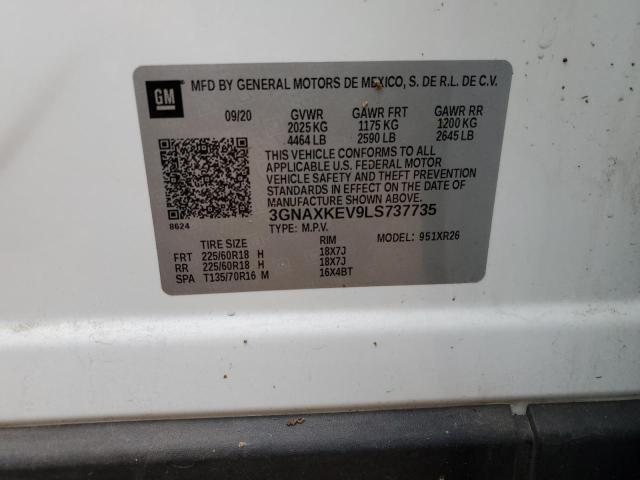 GM
MFD BY GENERAL MOTORS DE MEXICO, S. DE R.L. DE C.V.
09/20 GVWR GAWR FRT GAWR RR
2025 KG 1175 KG 1200 KG
4464 LB 2590 LB 2645 LB
THIS VEHICLE CONFORMS TO ALL
APPLICABLE U.S. FEDERAL MOTOR
VEHICLE SAFETY AND THEFT PREVENTION
STANDARDS IN EFFECT ON THE DATE OF
MANUFACTURE SHOWN ABOVE.
3GNAXKEV9LS737735
8624 TYPE: M.P.V. MODEL: 951XR26
TIRE SIZE RIM
FRT 225/60R18 H 18X7J
RR 225/60R18 H 18X7J
SPA T135/70R16 M 16X4BT